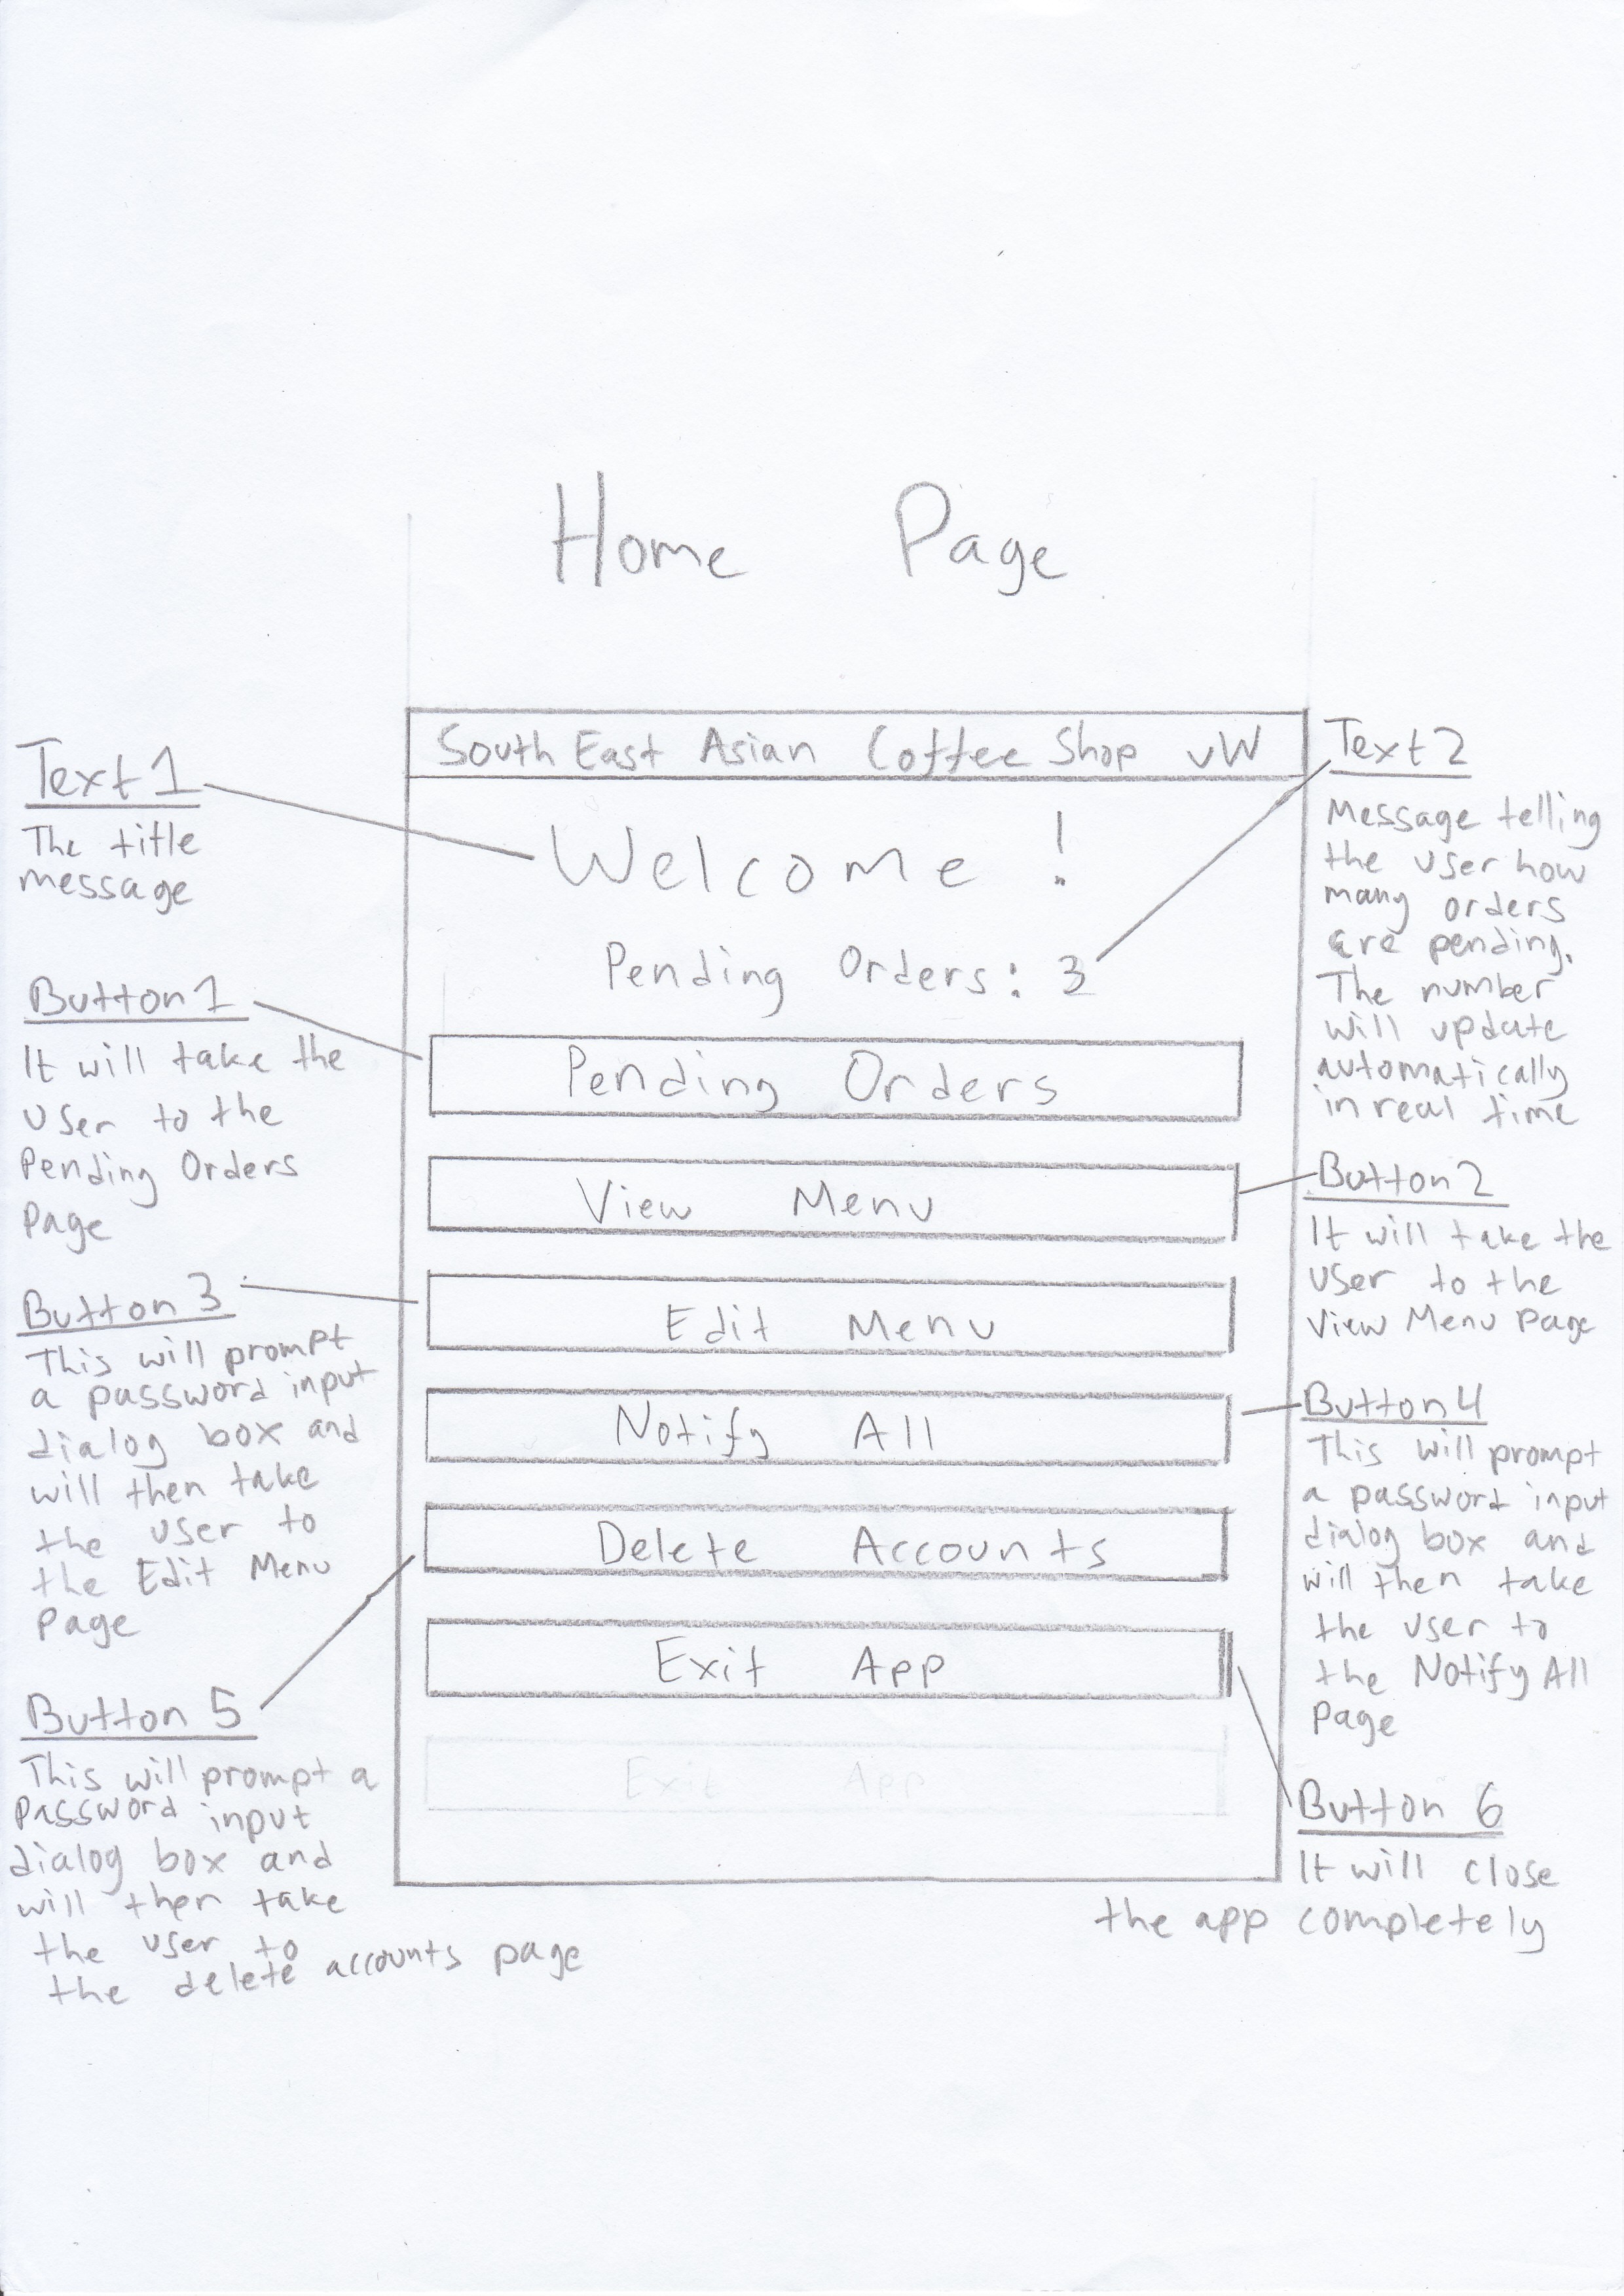 Home Page
South East Asian Coffee Shop vW
Welcome !
Pending Orders: 3
Pending Orders
View Menu
Edit Menu
Notify All
Delete Accounts
Exit App
Exit App
Text 1
The title
message
Button 1
It will take the
user to the
Pending Orders
Page
Button 3
This will prompt
a password input
dialog box and
will then take
the user to
the Edit Menu
Page
Button 5
This will prompt a
Password input
dialog box and
will then take
the user to
the delete accounts page
Text 2
Message telling
the user how
many orders
are pending.
The number
will update
automatically
in real time
Button 2
It will take the
user to the
View Menu Page
Button 4
This will prompt
a password input
dialog box and
will then take
the user to
the Notify All
Page
Button 6
It will close
the app completely